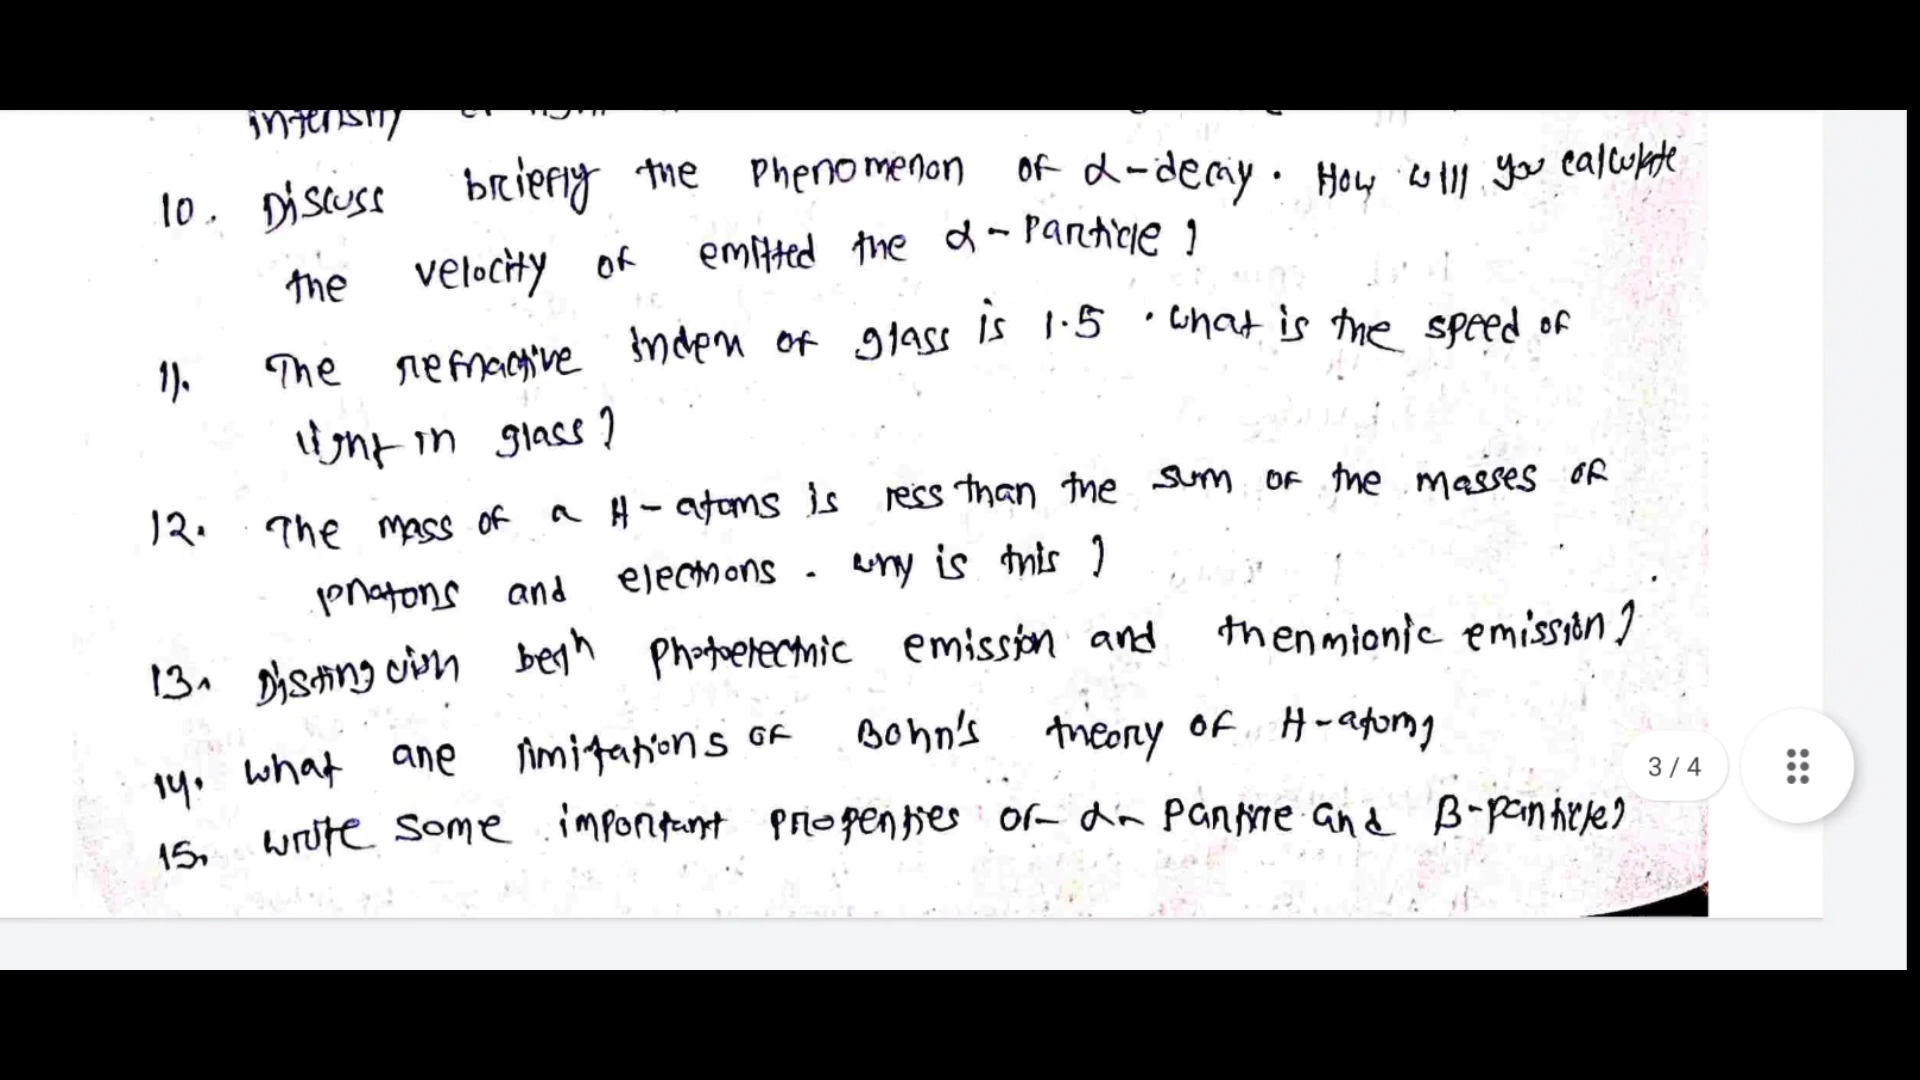 intensity of light
10. Discuss briefly the phenomenon of α-decay. How will you calculate
the velocity of emitted the α-particle?
11. The refractive index of glass is 1.5. What is the speed of
light in glass?
12. The mass of a H-atoms is less than the sum of the masses of
protons and electrons. why is this?
13. Distinguish betⁿ photoelectric emission and thermionic emission?
14. What are limitations of Bohr's theory of H-atom?
15. write some important properties of α- particle and β-particle?
3 / 4